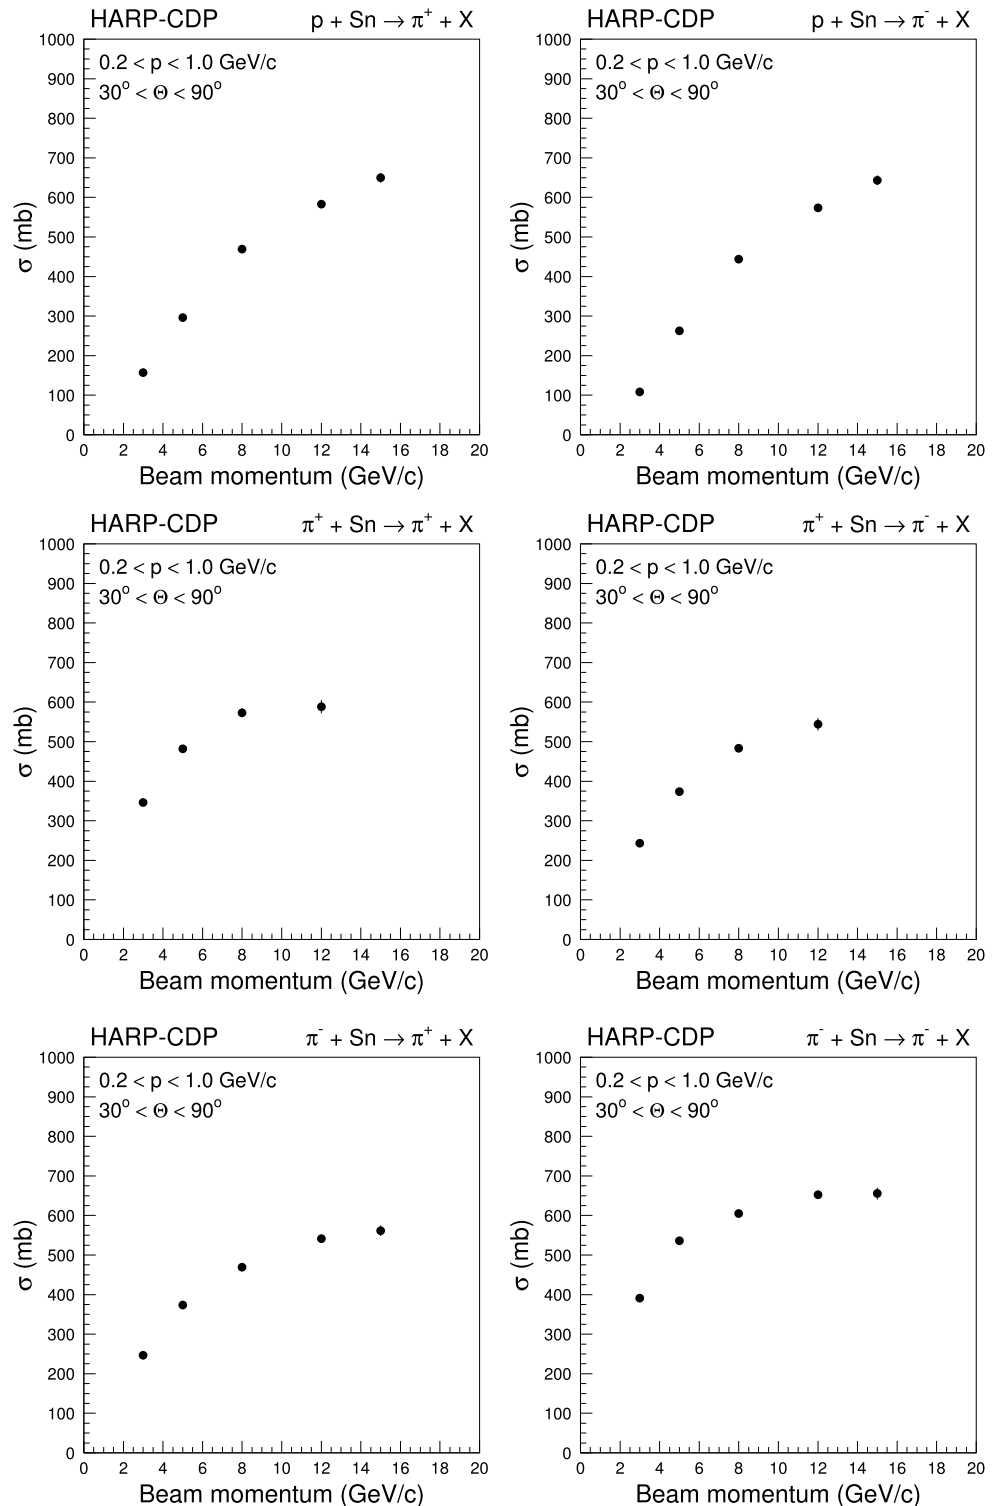 HARP-CDP p + Sn → π⁺ + X
0.2 < p < 1.0 GeV/c
30° < Θ < 90°
1000
900
800
700
600
500
400
300
200
100
0
σ (mb)
0 2 4 6 8 10 12 14 16 18 20
Beam momentum (GeV/c)
HARP-CDP p + Sn → π⁻ + X
0.2 < p < 1.0 GeV/c
30° < Θ < 90°
1000
900
800
700
600
500
400
300
200
100
0
σ (mb)
0 2 4 6 8 10 12 14 16 18 20
Beam momentum (GeV/c)
HARP-CDP π⁺ + Sn → π⁺ + X
0.2 < p < 1.0 GeV/c
30° < Θ < 90°
1000
900
800
700
600
500
400
300
200
100
0
σ (mb)
0 2 4 6 8 10 12 14 16 18 20
Beam momentum (GeV/c)
HARP-CDP π⁺ + Sn → π⁻ + X
0.2 < p < 1.0 GeV/c
30° < Θ < 90°
1000
900
800
700
600
500
400
300
200
100
0
σ (mb)
0 2 4 6 8 10 12 14 16 18 20
Beam momentum (GeV/c)
HARP-CDP π⁻ + Sn → π⁺ + X
0.2 < p < 1.0 GeV/c
30° < Θ < 90°
1000
900
800
700
600
500
400
300
200
100
0
σ (mb)
0 2 4 6 8 10 12 14 16 18 20
Beam momentum (GeV/c)
HARP-CDP π⁻ + Sn → π⁻ + X
0.2 < p < 1.0 GeV/c
30° < Θ < 90°
1000
900
800
700
600
500
400
300
200
100
0
σ (mb)
0 2 4 6 8 10 12 14 16 18 20
Beam momentum (GeV/c)